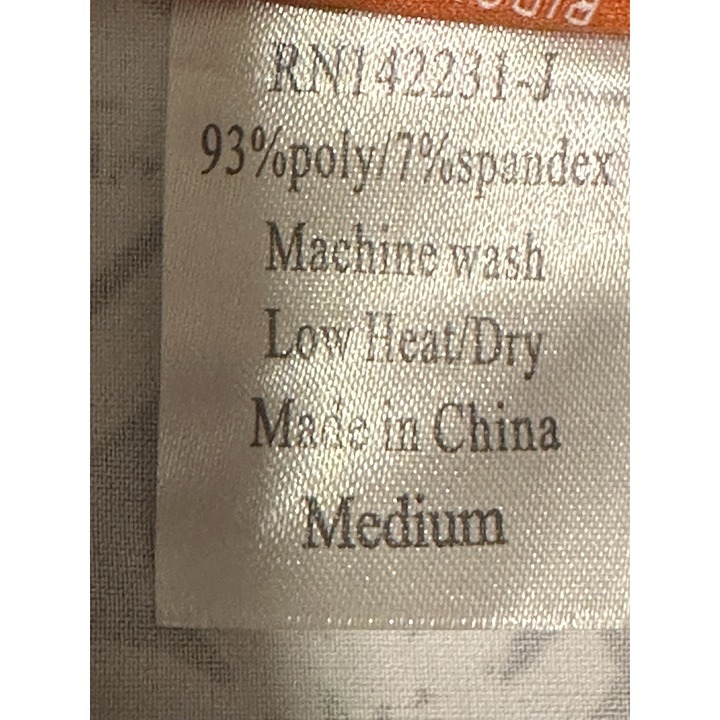 RN142231-J
93%poly/7%spandex
Machine wash
Low Heat/Dry
Made in China
Medium